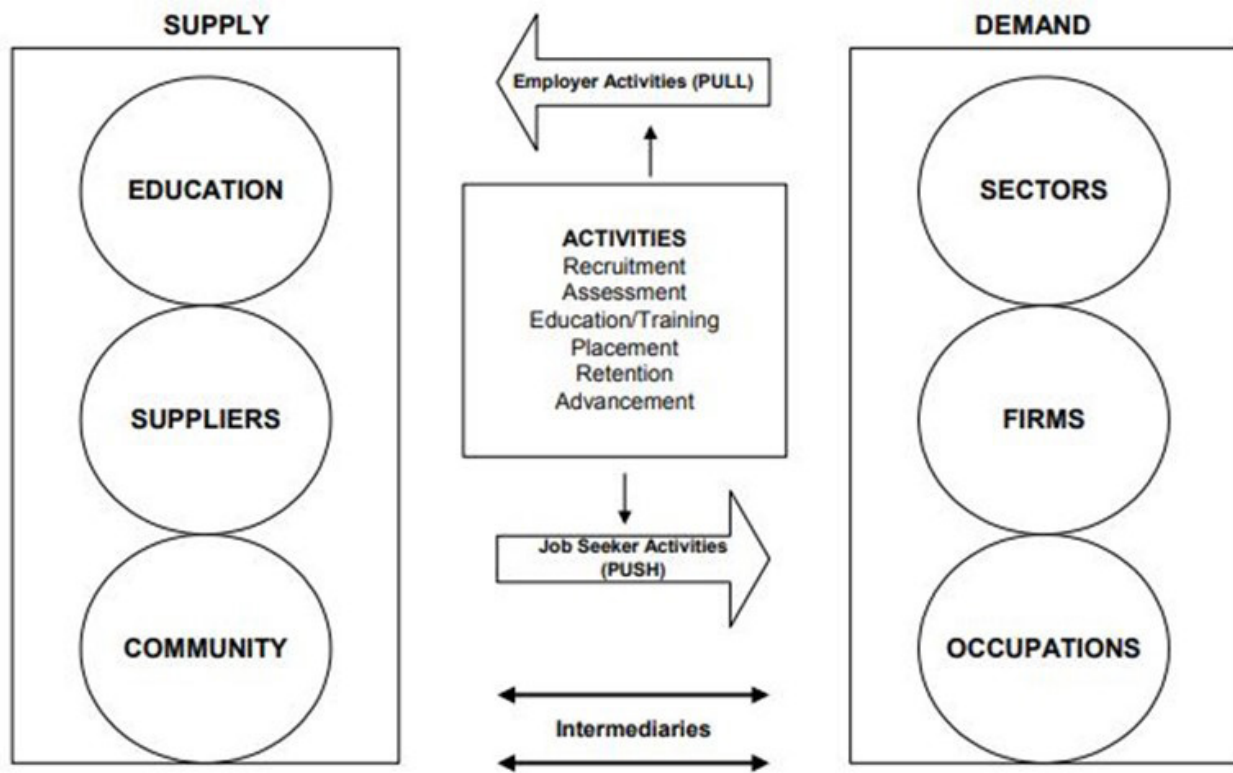 SUPPLY
DEMAND
Employer Activities (PULL)
EDUCATION
SECTORS
ACTIVITIES
Recruitment
Assessment
Education/Training
Placement
Retention
Advancement
SUPPLIERS
FIRMS
Job Seeker Activities
(PUSH)
COMMUNITY
OCCUPATIONS
Intermediaries